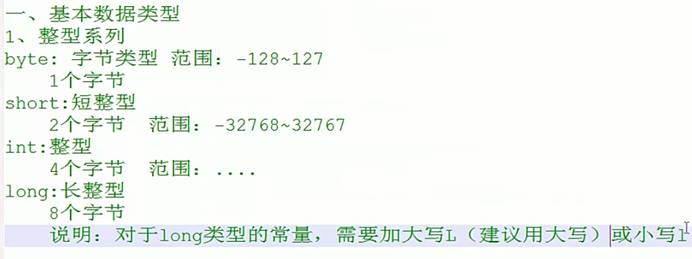 一、基本数据类型
1、整型系列
byte: 字节类型 范围：-128~127
1个字节
short:短整型
2个字节 范围：-32768~32767
int:整型
4个字节 范围：....
long:长整型
8个字节
说明：对于long类型的常量，需要加大写L（建议用大写）或小写l